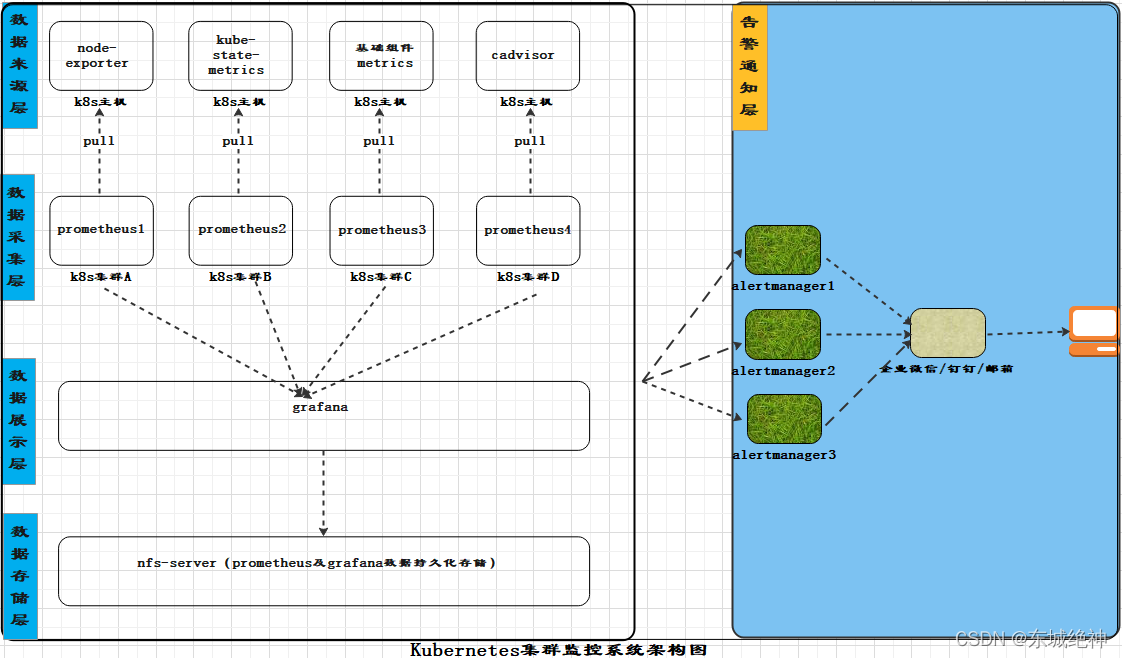 数据来源层
node-exporter
kube-state-metrics
基础组件metrics
cadvisor
k8s主机
k8s主机
k8s主机
k8s主机
pull
pull
pull
pull
数据采集层
prometheus1
prometheus2
prometheus3
prometheus4
k8s集群A
k8s集群B
k8s集群C
k8s集群D
数据展示层
grafana
数据存储层
nfs-server（prometheus及grafana数据持久化存储）
告警通知层
alertmanager1
alertmanager2
alertmanager3
企业微信/钉钉/邮箱
Kubernetes集群监控系统架构图
CSDN @东城绝神